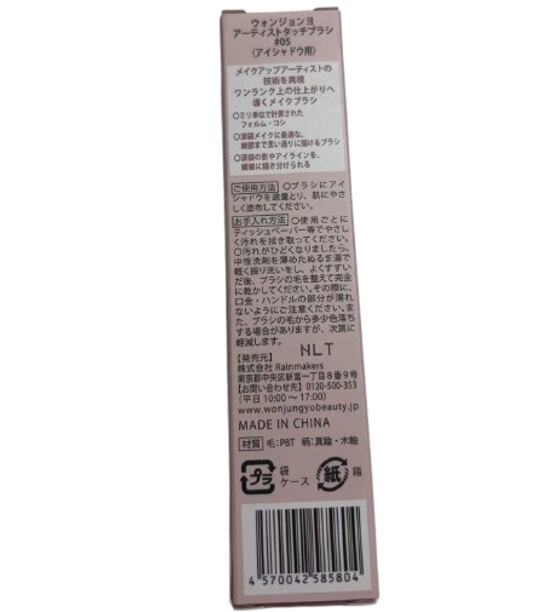 ウォンジョンヨ
アーティストタッチブラシ
#05
〈アイシャドウ用〉
メイクアップアーティストの
技術を再現
ワンランク上の仕上がりへ
導くメイクブラシ
○ミリ単位で計算された
フォルム・コシ
○涙袋メイクに最適な、
細部まで思い通りに描けるブラシ
○涙袋の影やアイラインを、
繊細に描き分けられる
ご使用方法 ○ブラシにアイ
シャドウを適量とり、肌にやさ
しく塗布してください。
お手入れ方法 ○使用ごとに
ティッシュペーパー等でやさし
く汚れを拭き取ってください。
○汚れがひどくなりましたら、
中性洗剤を薄めたぬるま湯で
軽く振り洗いをし、よくすすい
だ後、ブラシの毛を整えて完全
に乾かしてください。その際に、
口金・ハンドルの部分が濡れ
ないようにご注意ください。ま
た、ブラシの毛から多少色落ち
する場合がありますが、次第に
軽減します。
NLT
【発売元】
株式会社 Rainmakers
東京都中央区新富一丁目8番9号
【お問い合わせ先】0120-500-353
(平日10:00〜17:00)
www.wonjungyobeauty.jp
MADE IN CHINA
材質 毛:PBT 柄:真鍮・木軸
プラ 袋 ケース 紙 箱
4 570042 585804